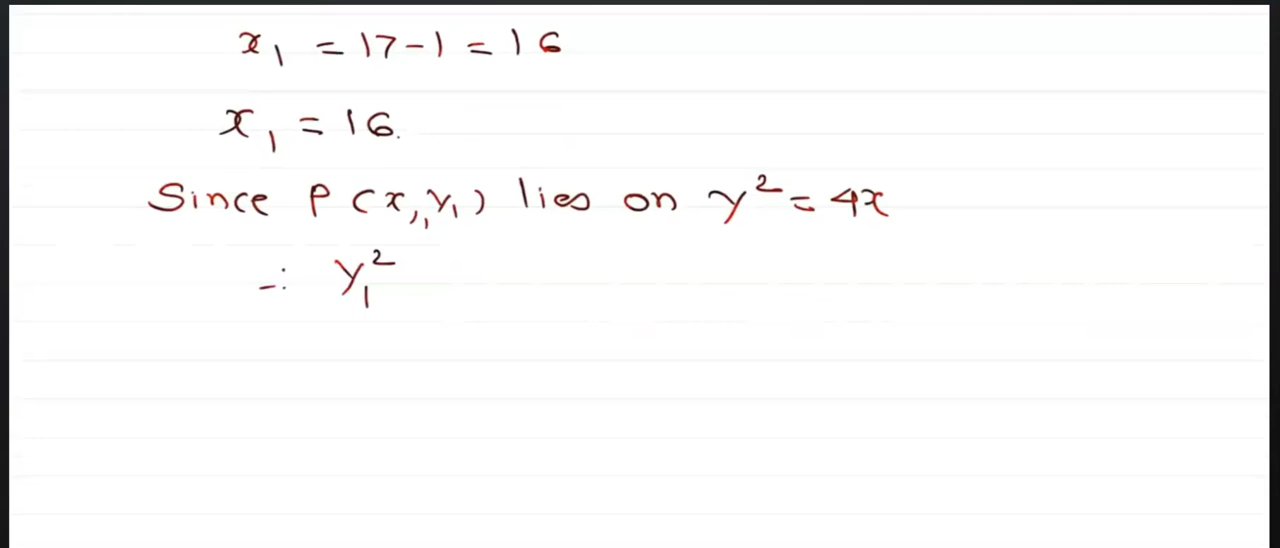 x₁ = 17 - 1 = 16
x₁ = 16.
Since P(x₁, y₁) lies on y² = 4x
∴ y₁²